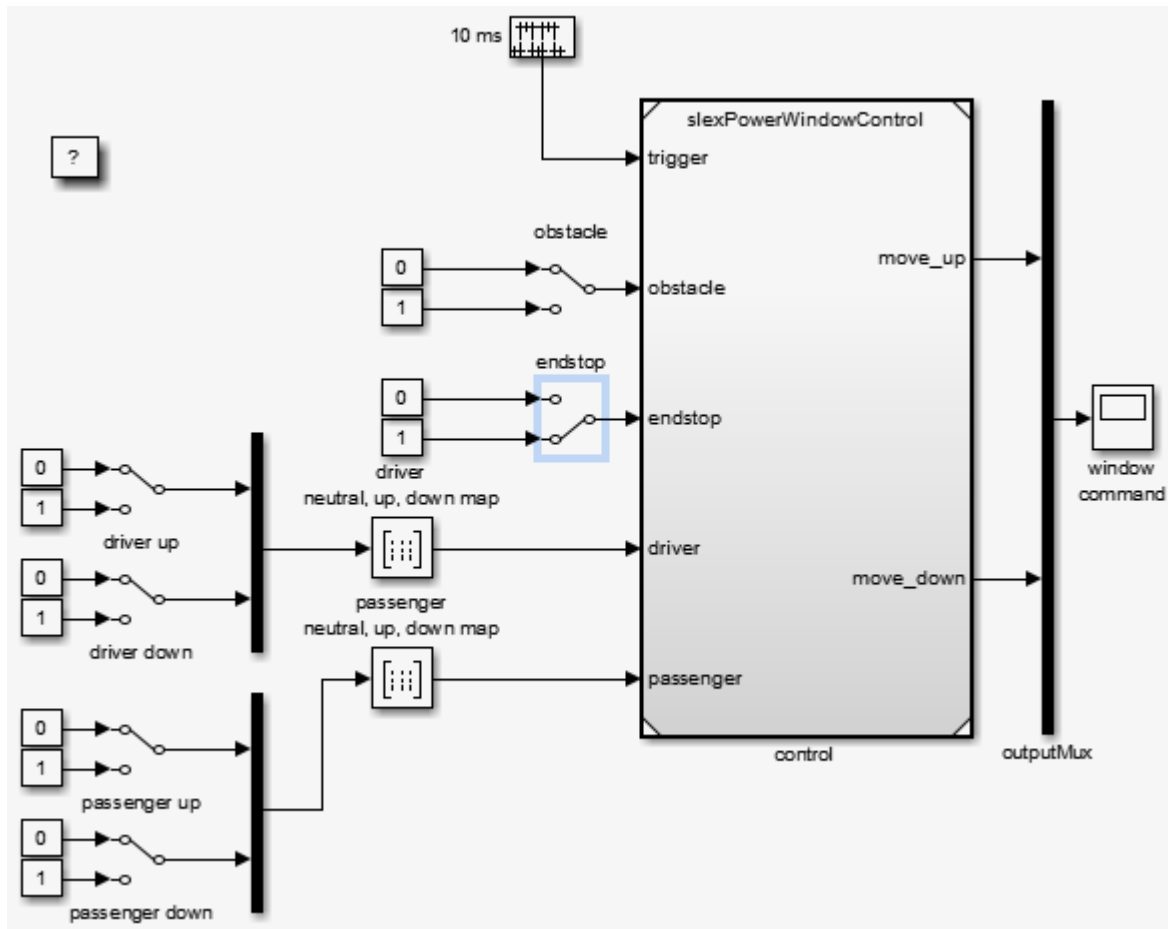 10 ms
?
slexPowerWindowControl
trigger
obstacle
0
1
obstacle
move_up
endstop
0
1
endstop
driver
neutral, up, down map
driver
0
1
driver up
0
1
driver down
passenger
neutral, up, down map
passenger
move_down
window
command
0
1
passenger up
0
1
passenger down
control
outputMux